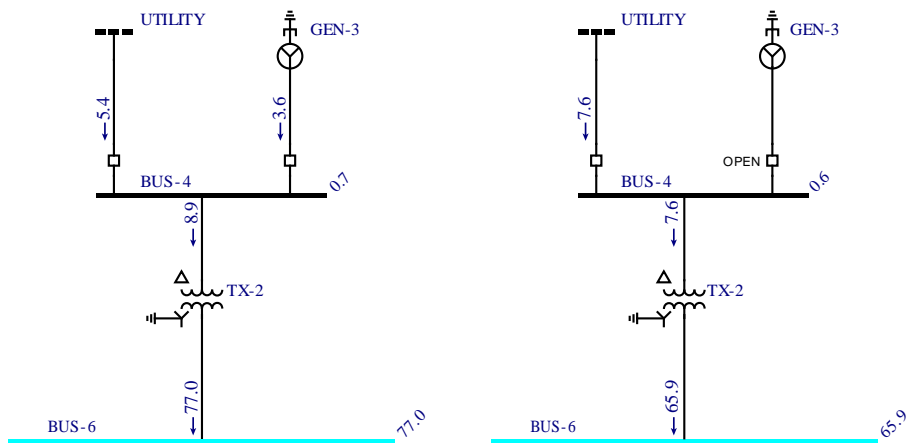 UTILITY
GEN-3
5.4
3.6
BUS-4
0.7
8.9
TX-2
77.0
BUS-6
77.0
UTILITY
GEN-3
7.6
OPEN
BUS-4
0.6
7.6
TX-2
65.9
BUS-6
65.9